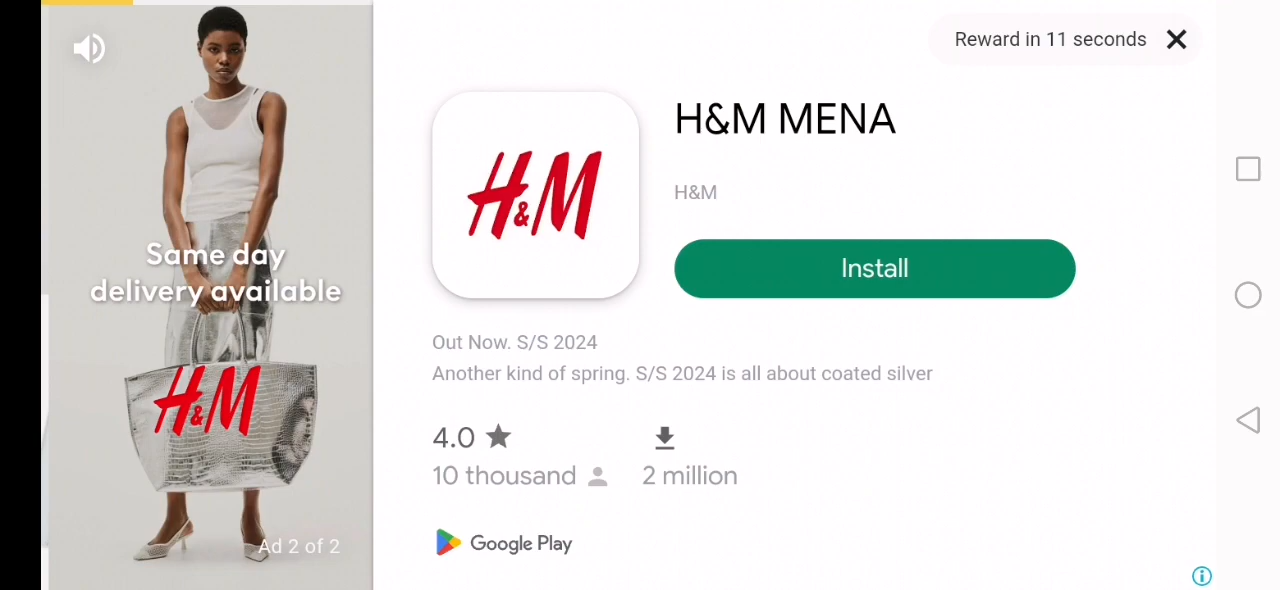 Reward in 11 seconds
H&M
H&M MENA
H&M
Install
Same day
delivery available
Out Now. S/S 2024
Another kind of spring. S/S 2024 is all about coated silver
H&M
4.0
10 thousand
2 million
Ad 2 of 2
Google Play